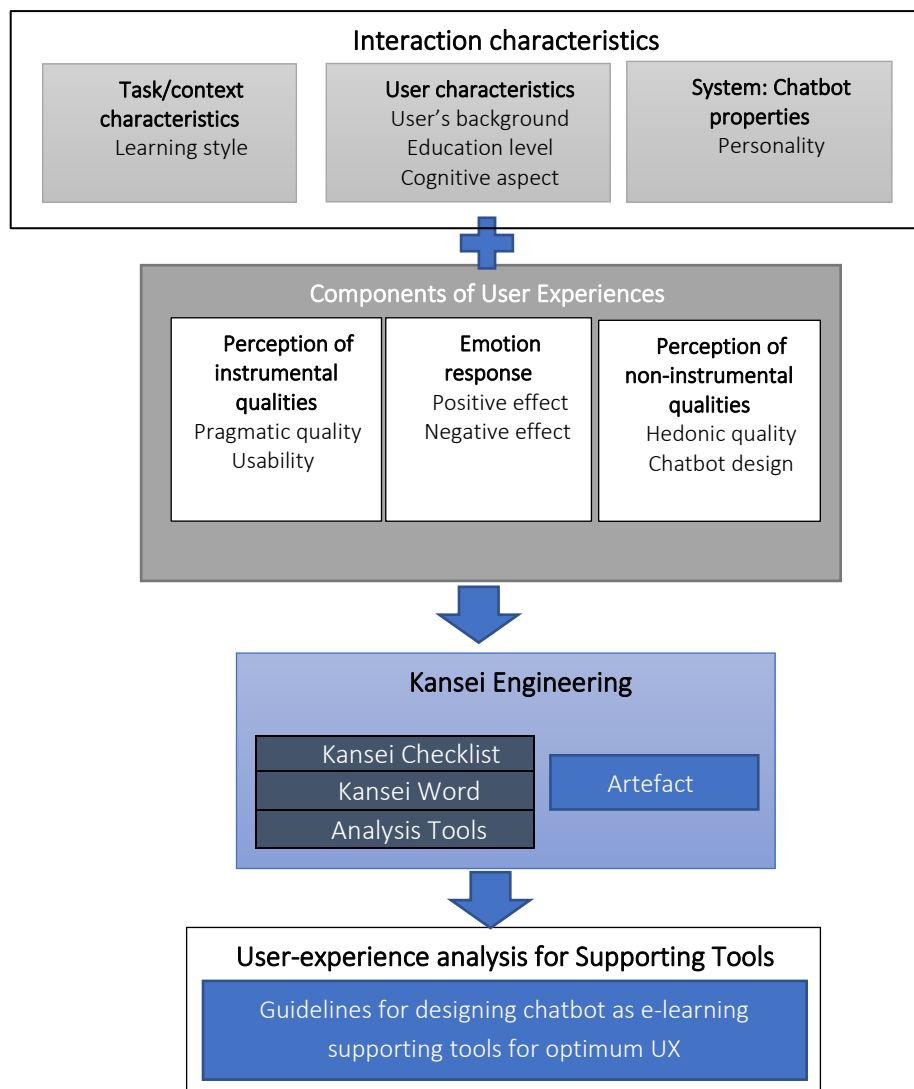 Interaction characteristics
Task/context
characteristics
Learning style
User characteristics
User’s background
Education level
Cognitive aspect
System: Chatbot
properties
Personality
Components of User Experiences
Perception of
instrumental
qualities
Pragmatic quality
Usability
Emotion
response
Positive effect
Negative effect
Perception of
non-instrumental
qualities
Hedonic quality
Chatbot design
Kansei Engineering
Kansei Checklist
Kansei Word
Analysis Tools
Artefact
User-experience analysis for Supporting Tools
Guidelines for designing chatbot as e-learning
supporting tools for optimum UX